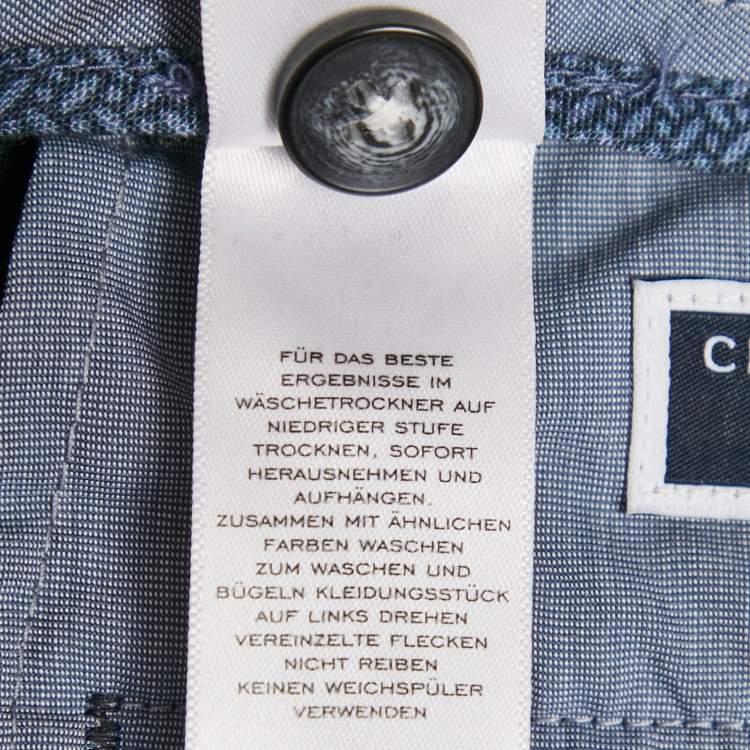 FÜR DAS BESTE
ERGEBNISSE IM
WÄSCHETROCKNER AUF
NIEDRIGER STUFE
TROCKNEN, SOFORT
HERAUSNEHMEN UND
AUFHÄNGEN.
ZUSAMMEN MIT ÄHNLICHEN
FARBEN WASCHEN
ZUM WASCHEN UND
BÜGELN KLEIDUNGSSTÜCK
AUF LINKS DREHEN
VEREINZELTE FLECKEN
NICHT REIBEN
KEINEN WEICHSPÜLER
VERWENDEN